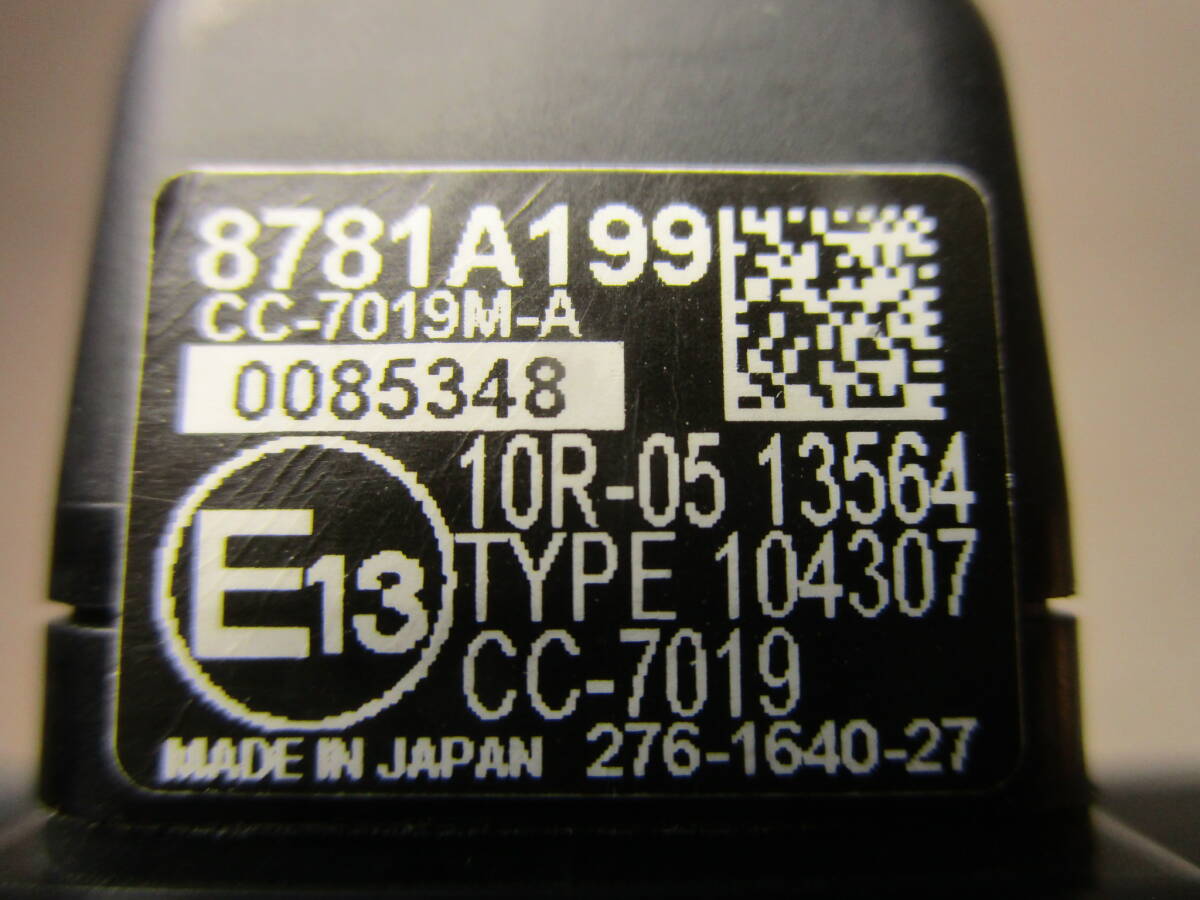 8781A199
CC-7019M-A
0085348
E13
10R-05 13564
TYPE 104307
CC-7019
MADE IN JAPAN 276-1640-27